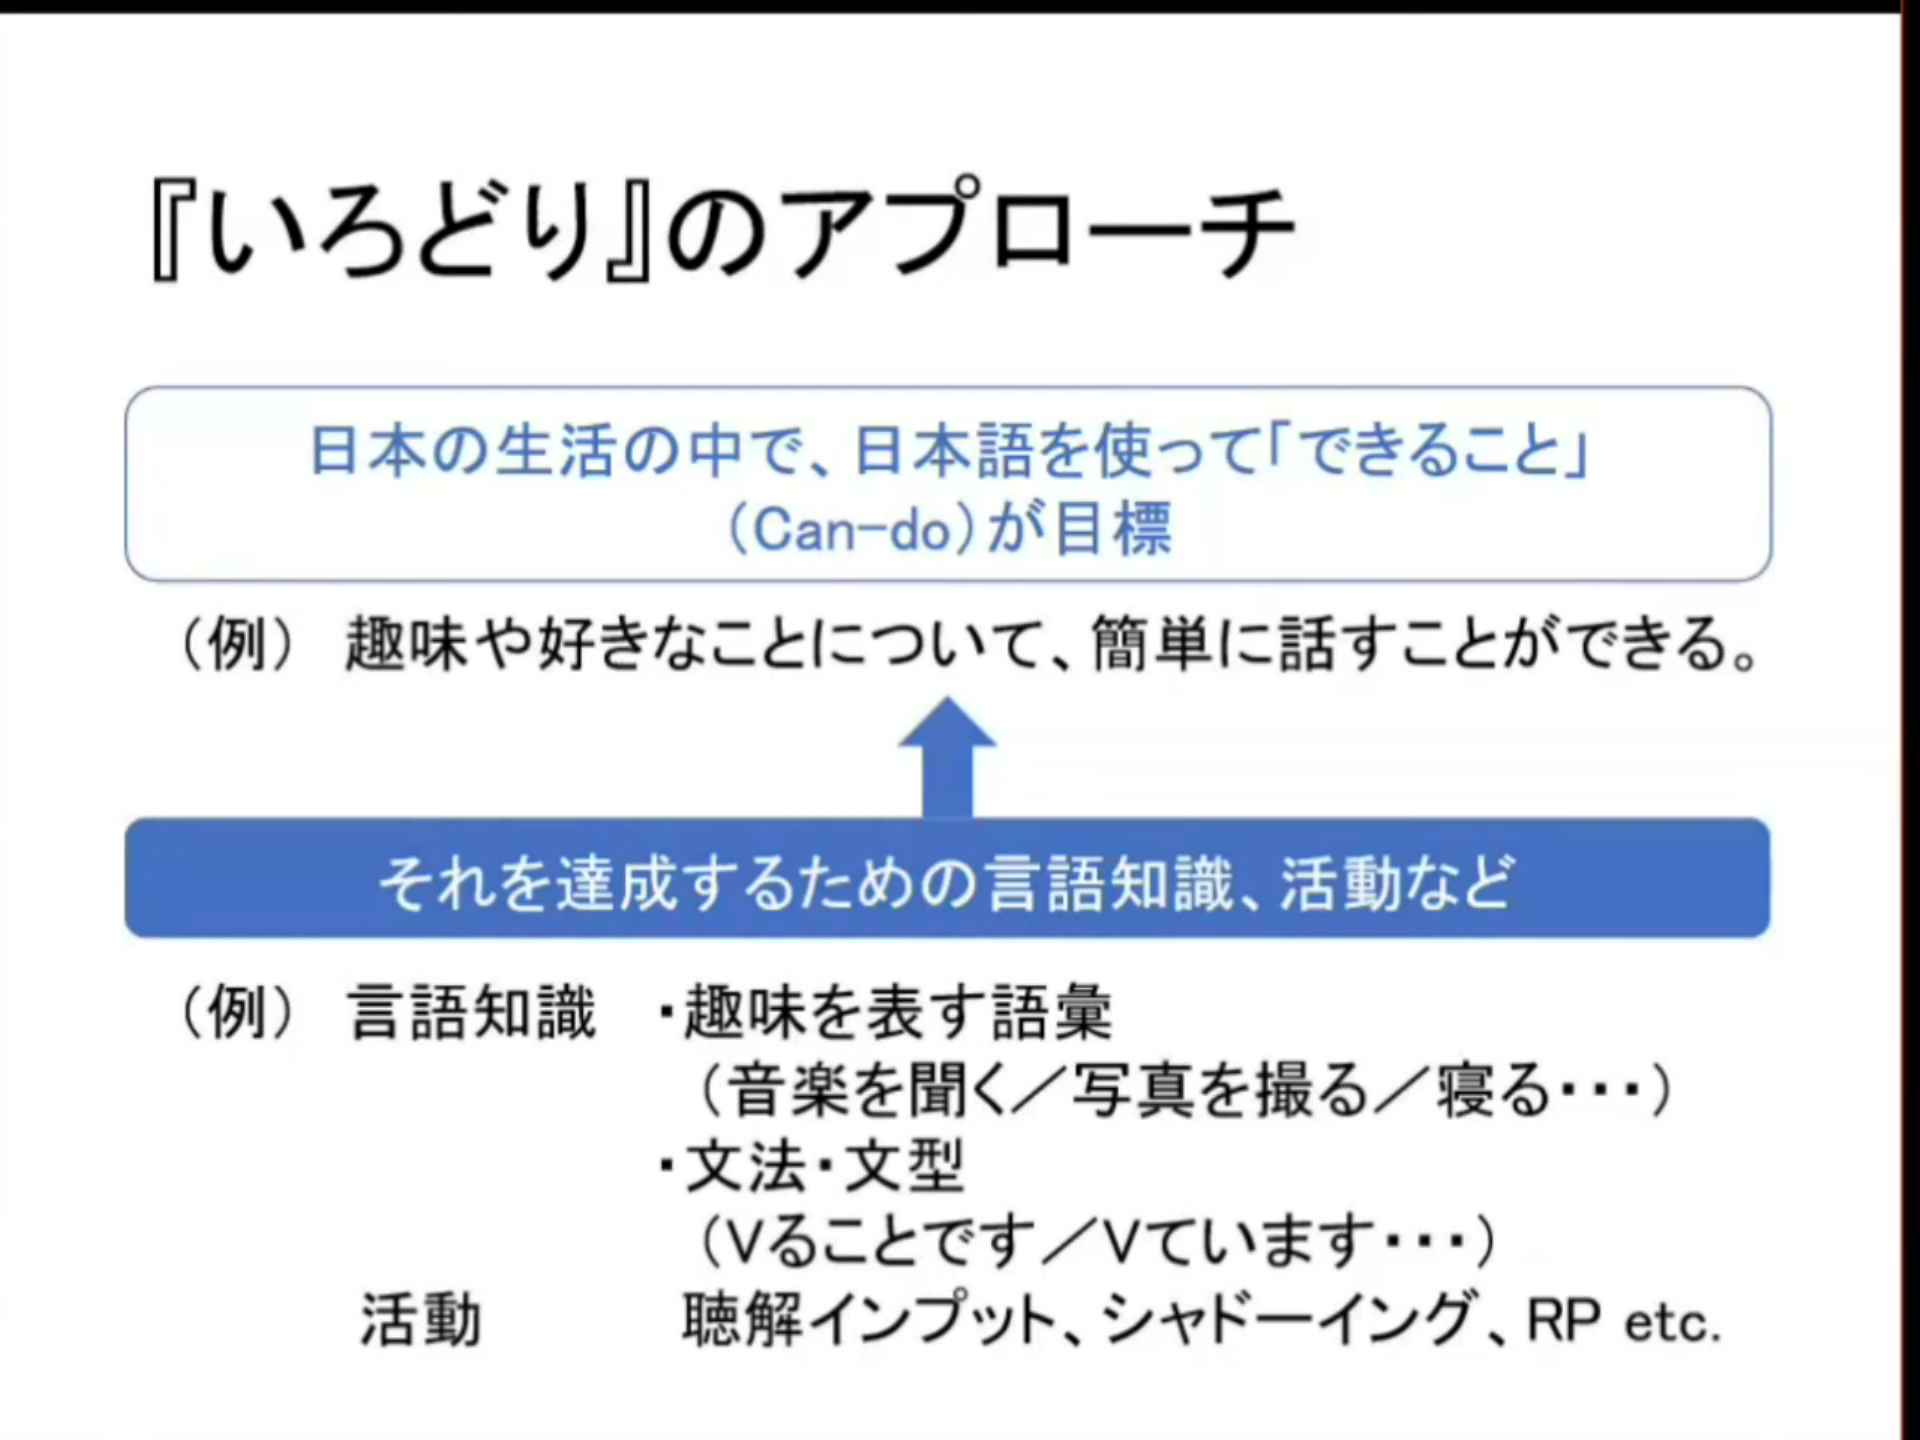 『いろどり』のアプローチ
日本の生活の中で、日本語を使って「できること」
（Can-do）が目標
（例） 趣味や好きなことについて、簡単に話すことができる。
それを達成するための言語知識、活動など
（例） 言語知識 ・趣味を表す語彙
（音楽を聞く／写真を撮る／寝る・・・）
・文法・文型
（Vることです／Vています・・・）
活動 聴解インプット、シャドーイング、RP etc.